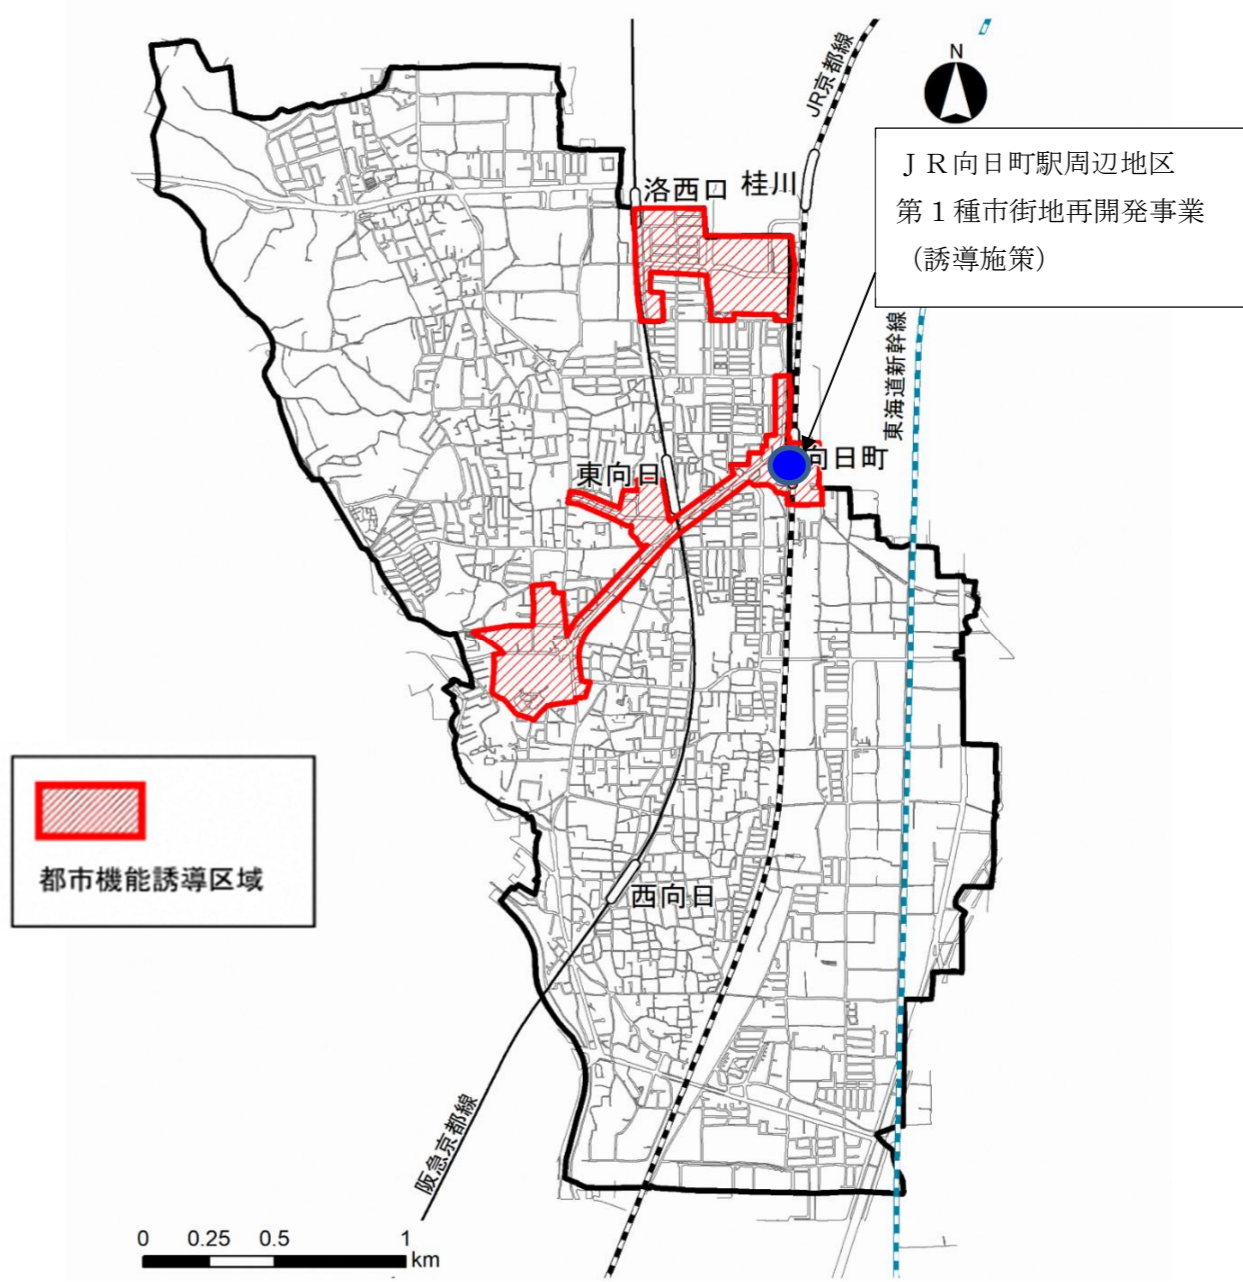 N
JR京都線
ＪＲ向日町駅周辺地区
第１種市街地再開発事業
（誘導施策）
洛西口
桂川
東海道新幹線
向日町
東向日
都市機能誘導区域
西向日
阪急京都線
0 0.25 0.5 1
km